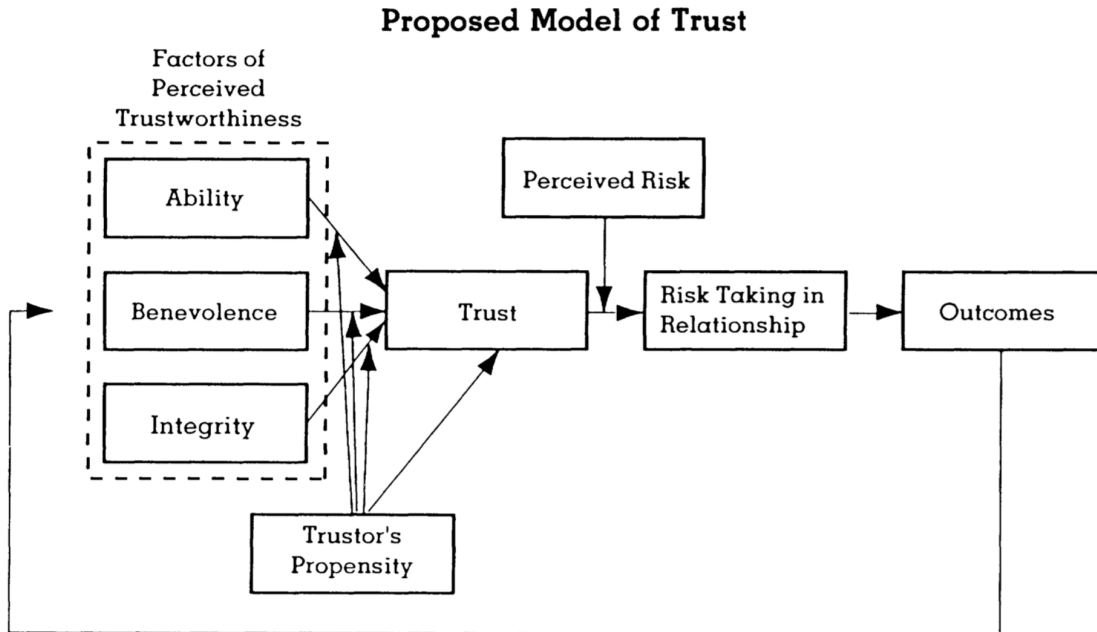 Proposed Model of Trust
Factors of
Perceived
Trustworthiness
Ability
Perceived Risk
Benevolence
Trust
Risk Taking in
Relationship
Outcomes
Integrity
Trustor's
Propensity